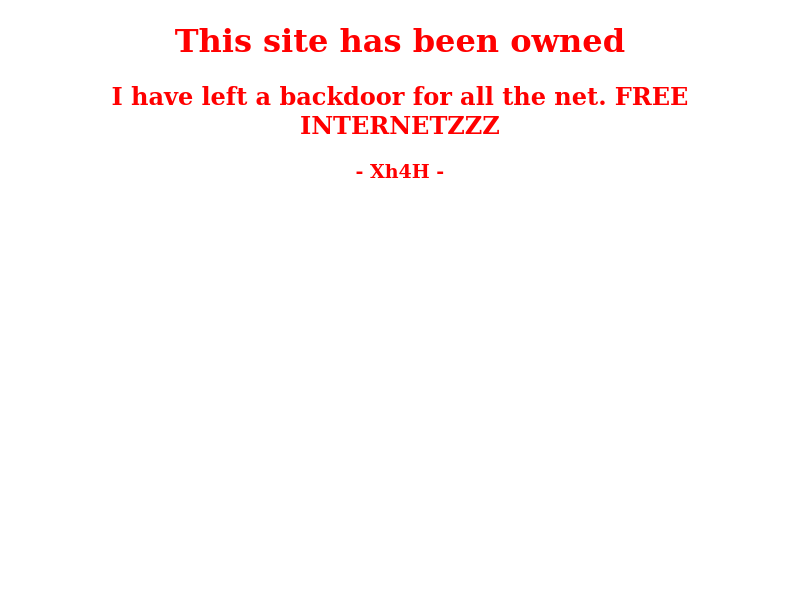 This site has been owned
I have left a backdoor for all the net. FREE
INTERNETZZZ
- Xh4H -